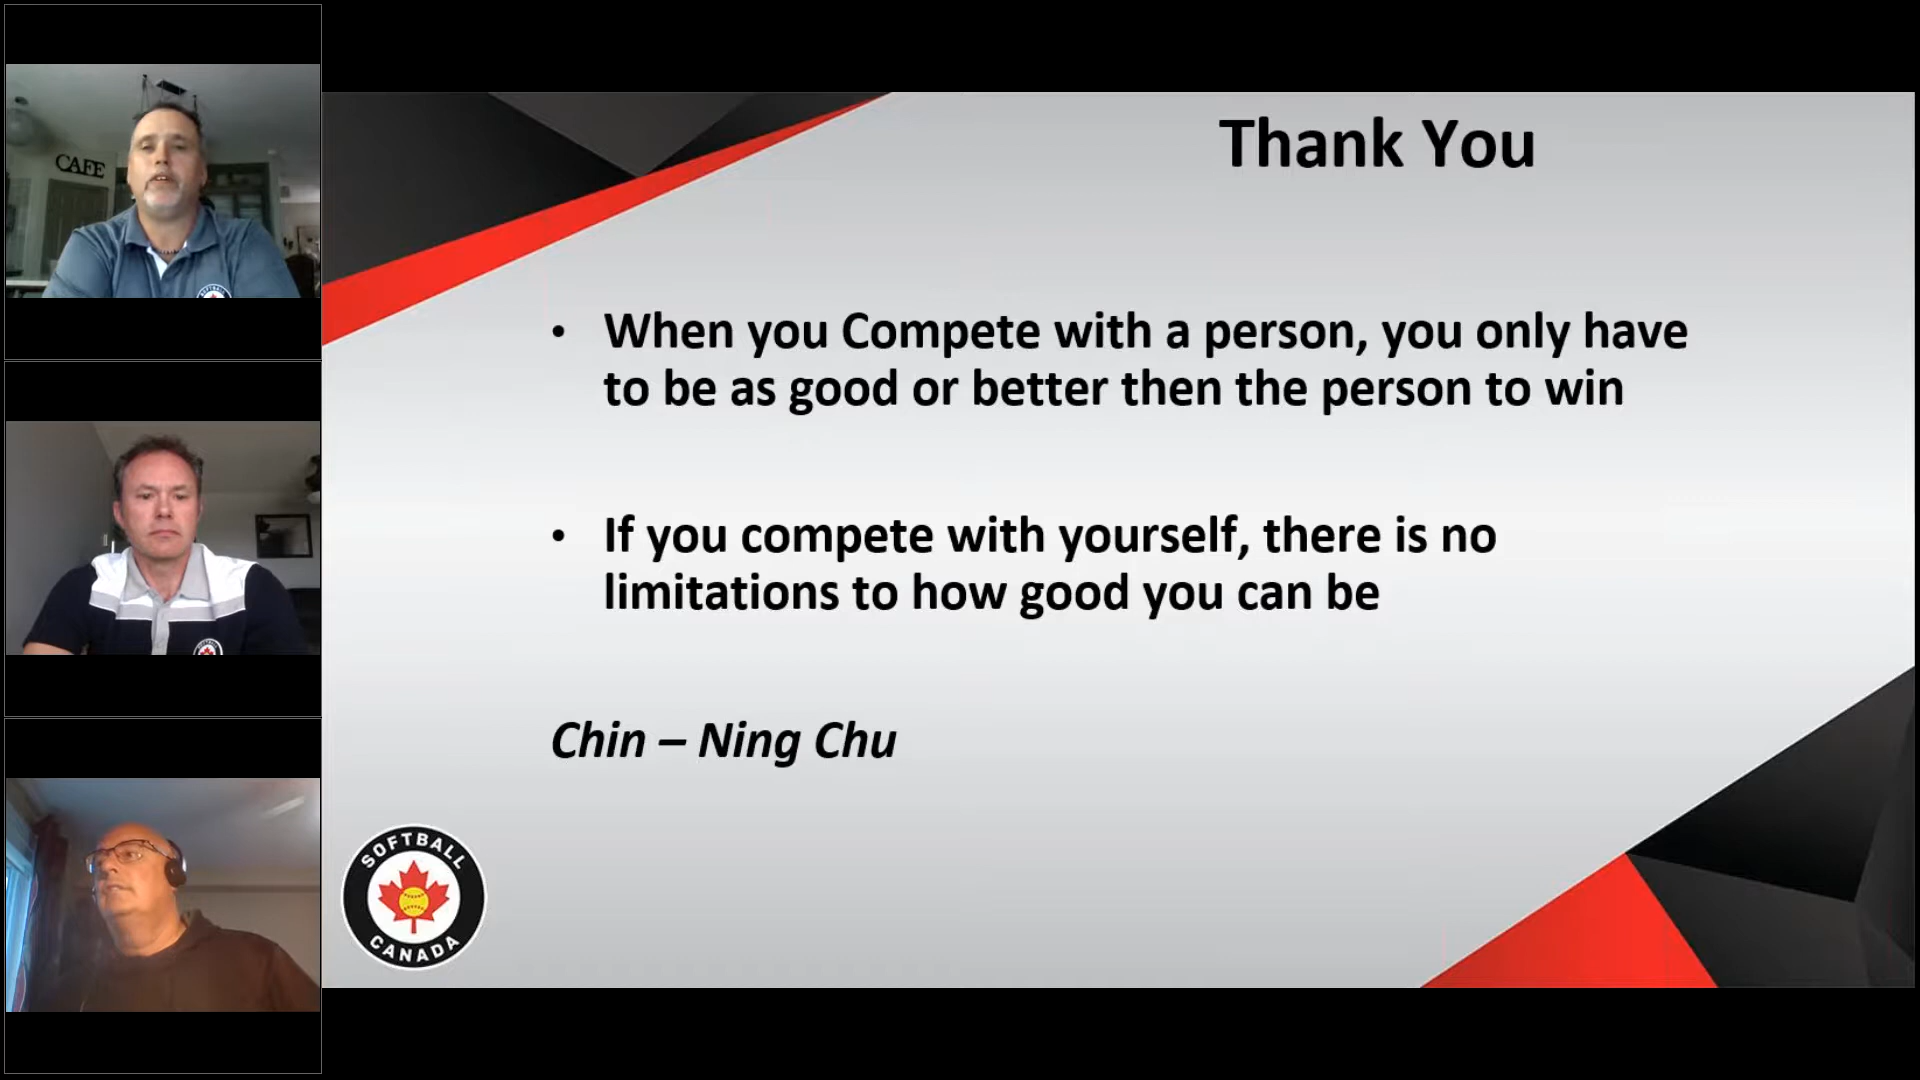 CAFE
Thank You
• When you Compete with a person, you only have
to be as good or better then the person to win
• If you compete with yourself, there is no
limitations to how good you can be
Chin – Ning Chu
SOFTBALL
CANADA